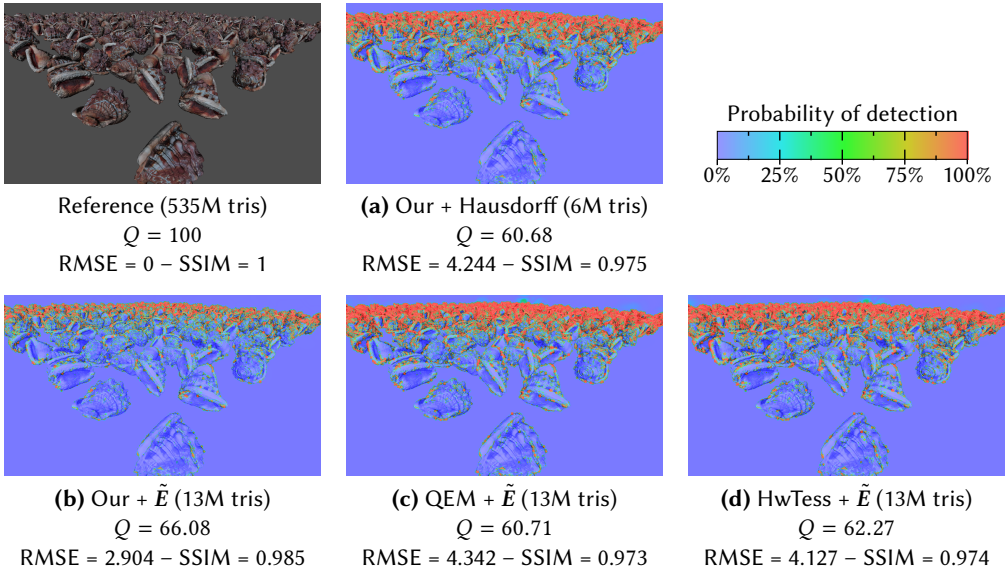 Probability of detection
0% 25% 50% 75% 100%
Reference (535M tris)
Q = 100
RMSE = 0 – SSIM = 1
(a) Our + Hausdorff (6M tris)
Q = 60.68
RMSE = 4.244 – SSIM = 0.975
(b) Our + Ẽ (13M tris)
Q = 66.08
RMSE = 2.904 – SSIM = 0.985
(c) QEM + Ẽ (13M tris)
Q = 60.71
RMSE = 4.342 – SSIM = 0.973
(d) HwTess + Ẽ (13M tris)
Q = 62.27
RMSE = 4.127 – SSIM = 0.974